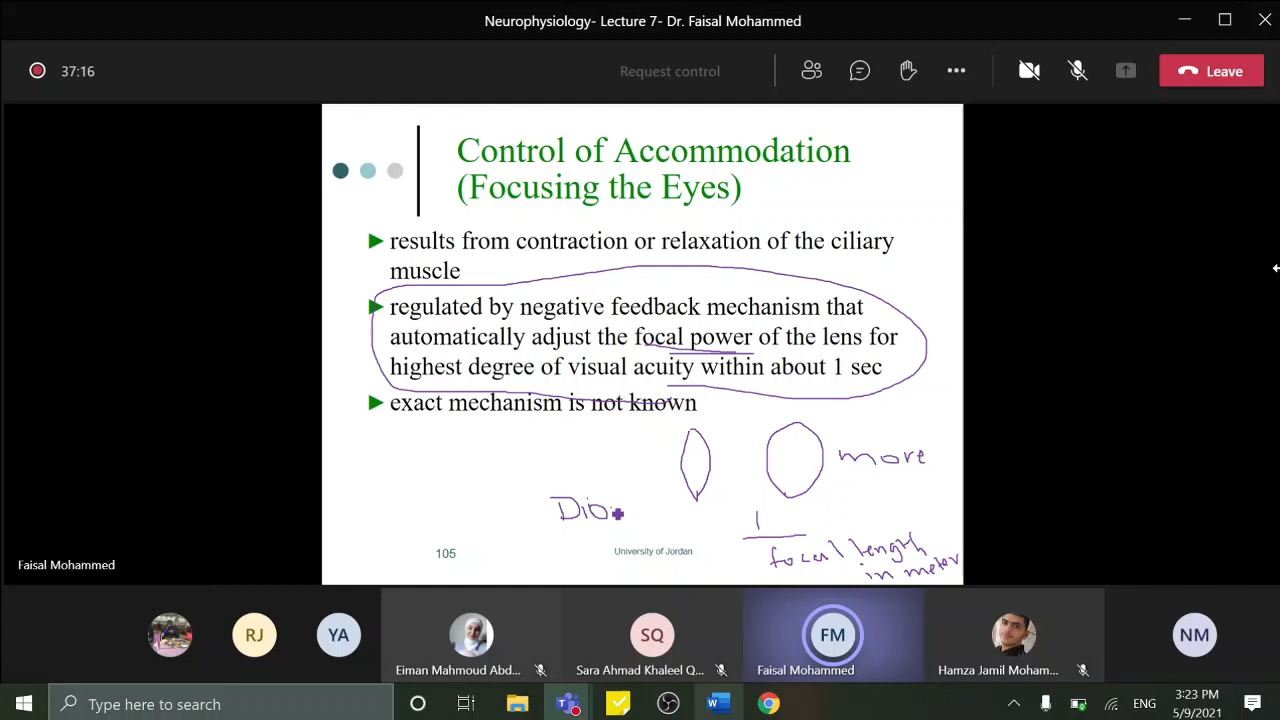 Neurophysiology- Lecture 7- Dr. Faisal Mohammed
37:16
Request control
Leave
Control of Accommodation
(Focusing the Eyes)
results from contraction or relaxation of the ciliary
muscle
regulated by negative feedback mechanism that
automatically adjust the focal power of the lens for
highest degree of visual acuity within about 1 sec
exact mechanism is not known
more
Dio
1
focal length
in meter
105
University of Jordan
Faisal Mohammed
RJ
YA
SQ
FM
NM
Eiman Mahmoud Abd...
Sara Ahmad Khaleel Q...
Faisal Mohammed
Hamza Jamil Moham...
Type here to search
ENG
3:23 PM
5/9/2021